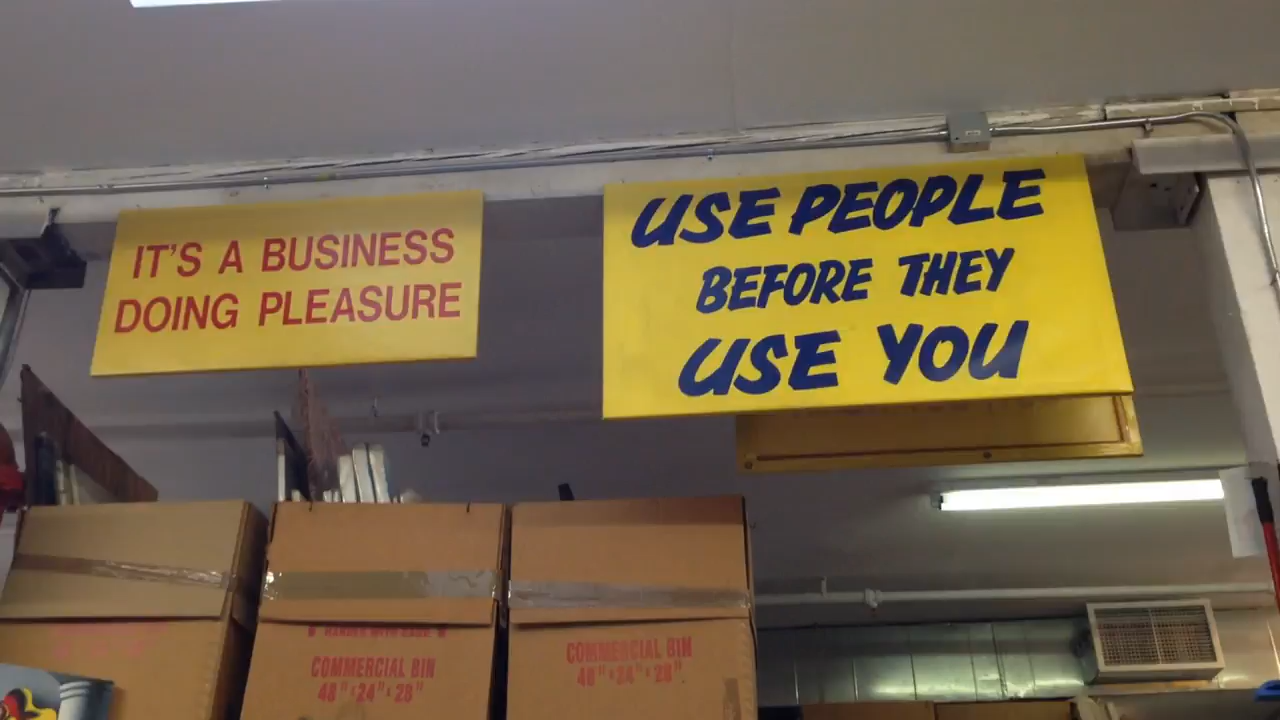 IT'S A BUSINESS
DOING PLEASURE
USE PEOPLE
BEFORE THEY
USE YOU
COMMERCIAL BIN
48" x 24" x 28"
COMMERCIAL BIN
48" x 24" x 28"